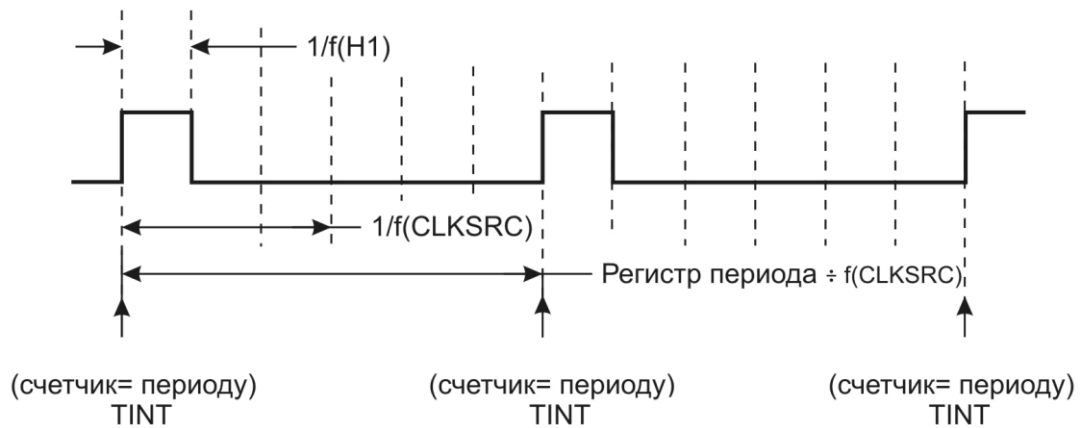 1/f(H1)
1/f(CLKSRC)
Регистр периода ÷ f(CLKSRC)
(счетчик= периоду)
TINT
(счетчик= периоду)
TINT
(счетчик= периоду)
TINT